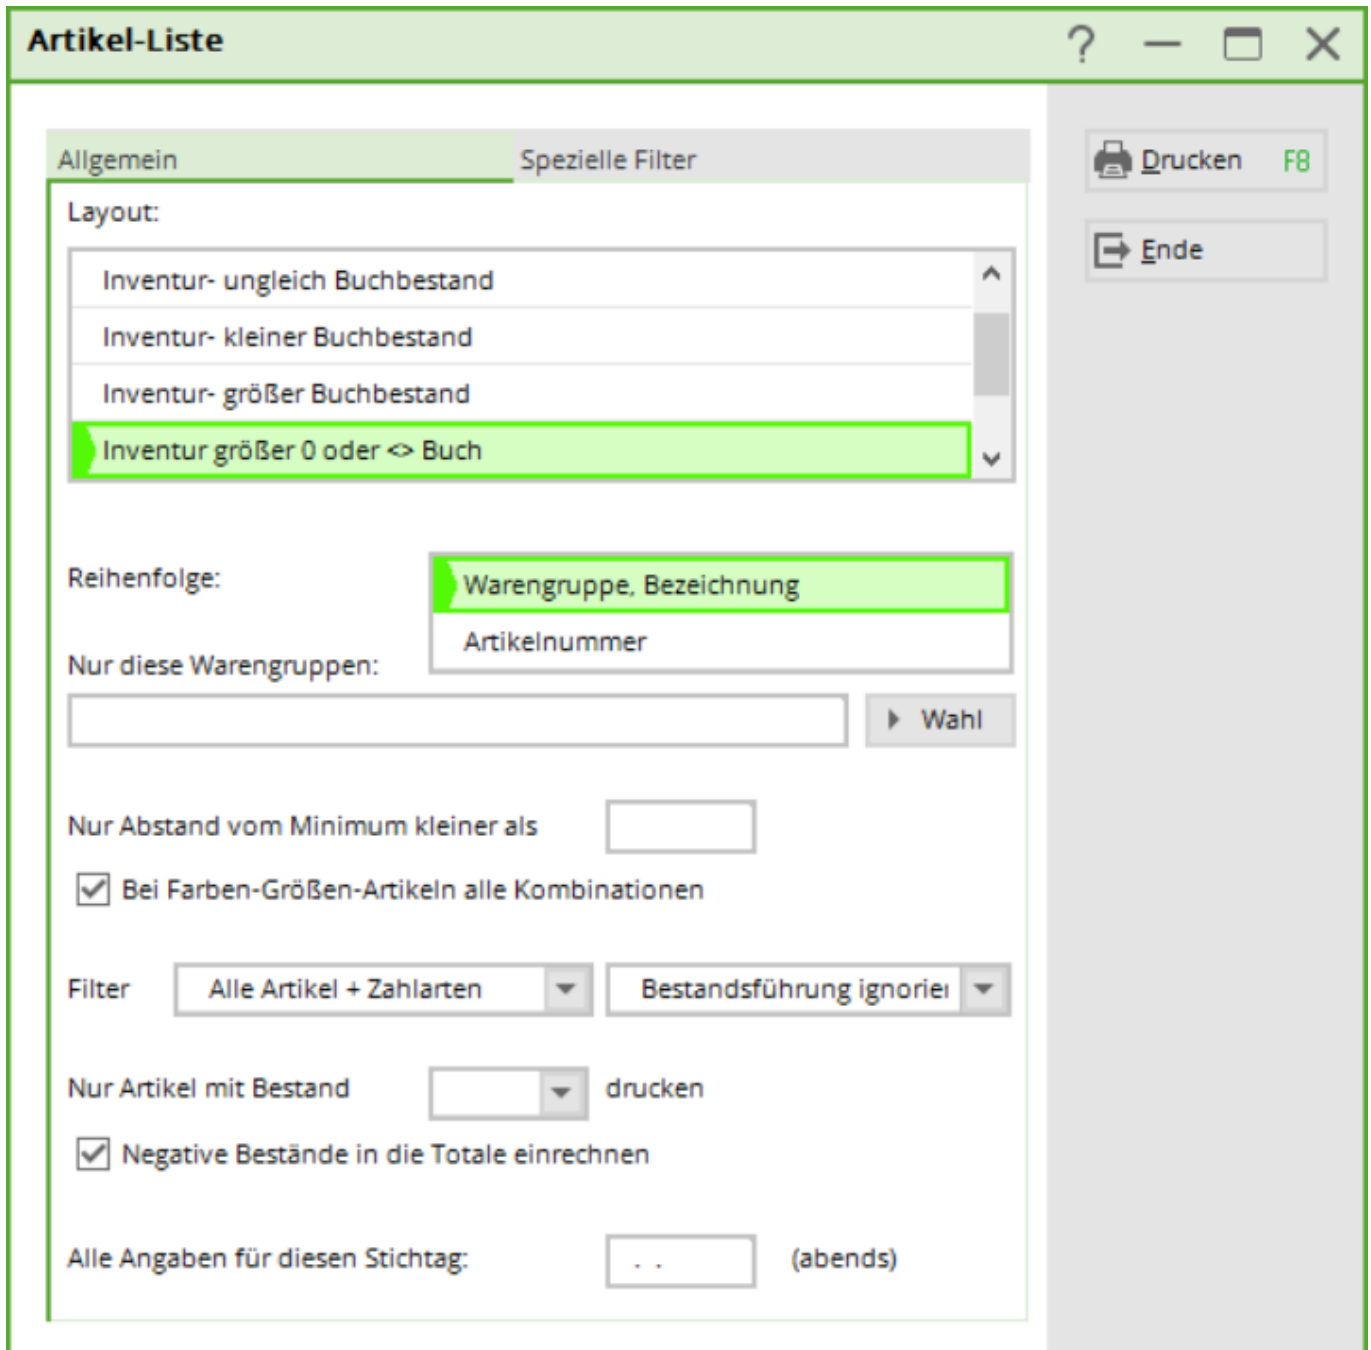 Artikel-Liste
Allgemein
Spezielle Filter
Drucken F8
Ende
Layout:
Inventur- ungleich Buchbestand
Inventur- kleiner Buchbestand
Inventur- größer Buchbestand
Inventur größer 0 oder <> Buch
Reihenfolge:
Warengruppe, Bezeichnung
Artikelnummer
Nur diese Warengruppen:
Wahl
Nur Abstand vom Minimum kleiner als
Bei Farben-Größen-Artikeln alle Kombinationen
Filter
Alle Artikel + Zahlarten
Bestandsführung ignorier
Nur Artikel mit Bestand
drucken
Negative Bestände in die Totale einrechnen
Alle Angaben für diesen Stichtag:
. .
(abends)